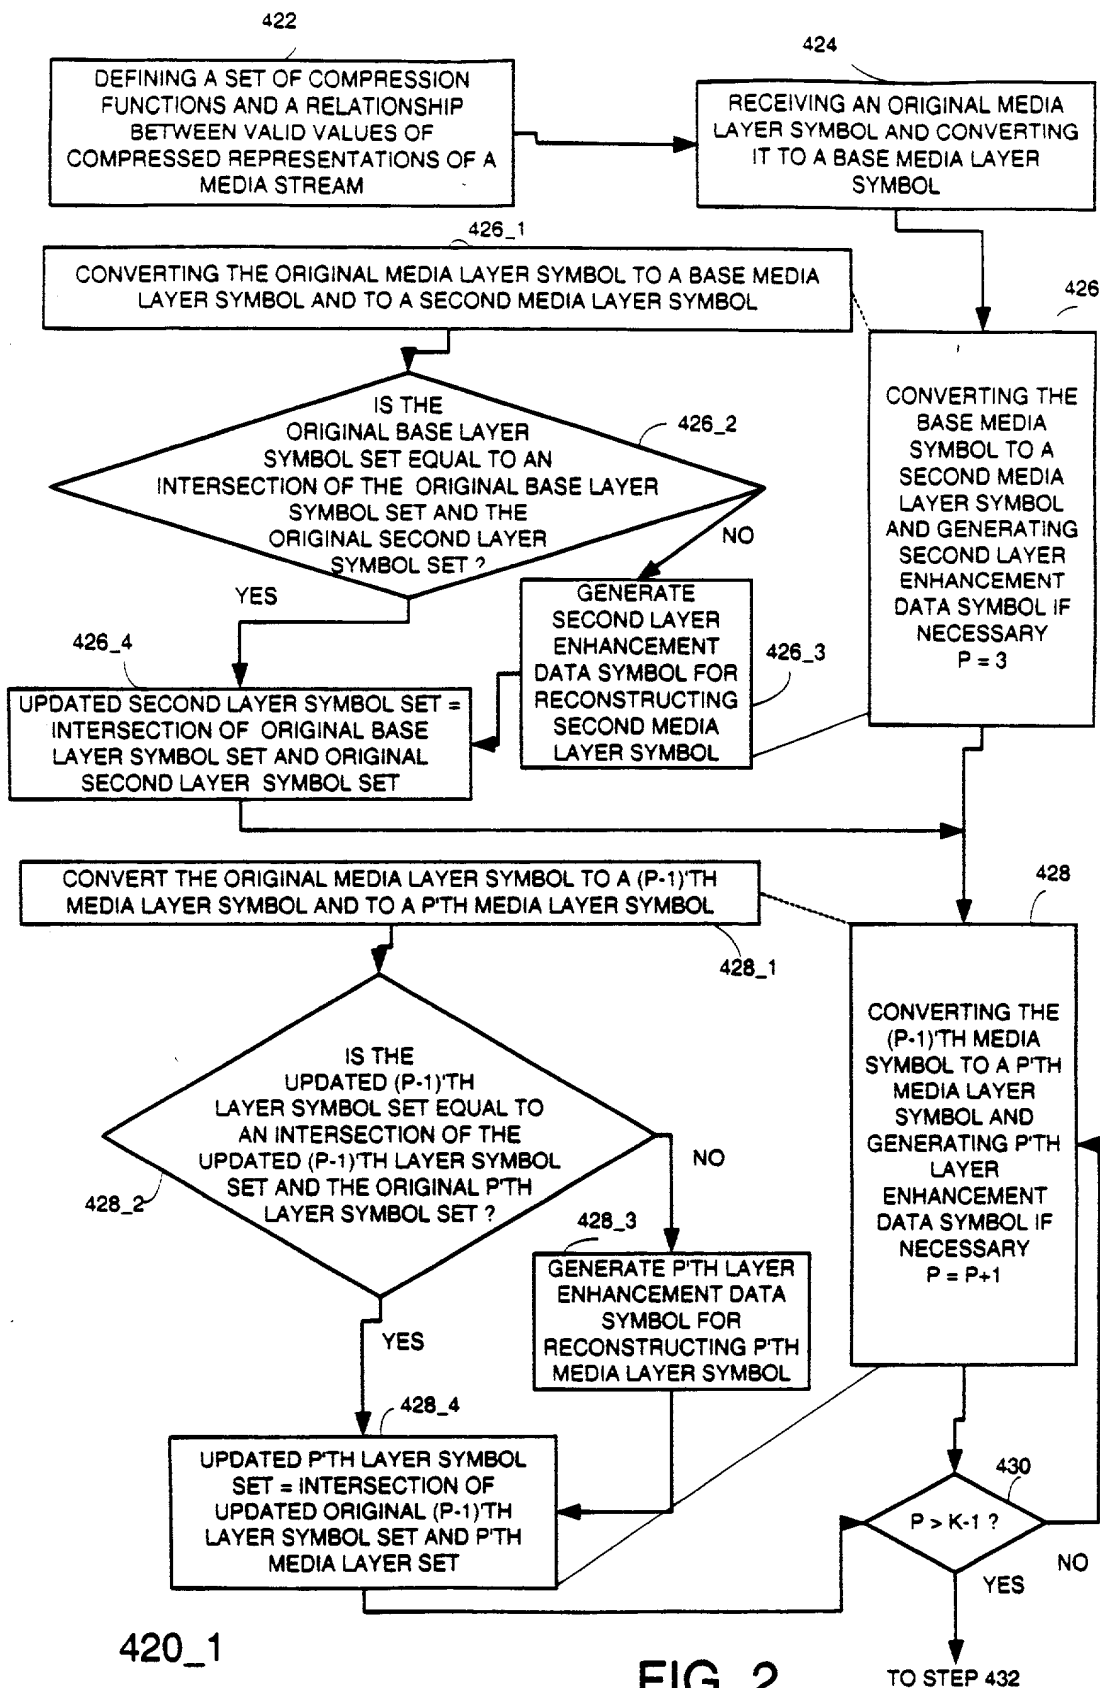 422
DEFINING A SET OF COMPRESSION
FUNCTIONS AND A RELATIONSHIP
BETWEEN VALID VALUES OF
COMPRESSED REPRESENTATIONS OF A
MEDIA STREAM
424
RECEIVING AN ORIGINAL MEDIA
LAYER SYMBOL AND CONVERTING
IT TO A BASE MEDIA LAYER
SYMBOL
426_1
CONVERTING THE ORIGINAL MEDIA LAYER SYMBOL TO A BASE MEDIA
LAYER SYMBOL AND TO A SECOND MEDIA LAYER SYMBOL
426
CONVERTING THE
BASE MEDIA
SYMBOL TO A
SECOND MEDIA
LAYER SYMBOL
AND GENERATING
SECOND LAYER
ENHANCEMENT
DATA SYMBOL IF
NECESSARY
P = 3
IS THE
ORIGINAL BASE LAYER
SYMBOL SET EQUAL TO AN
INTERSECTION OF THE ORIGINAL BASE LAYER
SYMBOL SET AND THE
ORIGINAL SECOND LAYER
SYMBOL SET ?
426_2
NO
YES
GENERATE
SECOND LAYER
ENHANCEMENT
DATA SYMBOL FOR
RECONSTRUCTING
SECOND MEDIA
LAYER SYMBOL
426_3
426_4
UPDATED SECOND LAYER SYMBOL SET =
INTERSECTION OF ORIGINAL BASE
LAYER SYMBOL SET AND ORIGINAL
SECOND LAYER SYMBOL SET
CONVERT THE ORIGINAL MEDIA LAYER SYMBOL TO A (P-1)'TH
MEDIA LAYER SYMBOL AND TO A P'TH MEDIA LAYER SYMBOL
428_1
428
CONVERTING THE
(P-1)'TH MEDIA
SYMBOL TO A P'TH
MEDIA LAYER
SYMBOL AND
GENERATING P'TH
LAYER
ENHANCEMENT
DATA SYMBOL IF
NECESSARY
P = P+1
IS THE
UPDATED (P-1)'TH
LAYER SYMBOL SET EQUAL TO
AN INTERSECTION OF THE
UPDATED (P-1)'TH LAYER SYMBOL
SET AND THE ORIGINAL P'TH
LAYER SYMBOL SET ?
428_2
NO
YES
428_3
GENERATE P'TH LAYER
ENHANCEMENT DATA
SYMBOL FOR
RECONSTRUCTING P'TH
MEDIA LAYER SYMBOL
428_4
UPDATED P'TH LAYER SYMBOL
SET = INTERSECTION OF
UPDATED ORIGINAL (P-1)'TH
LAYER SYMBOL SET AND P'TH
MEDIA LAYER SET
430
P > K-1 ?
NO
YES
TO STEP 432
420_1
FIG. 2